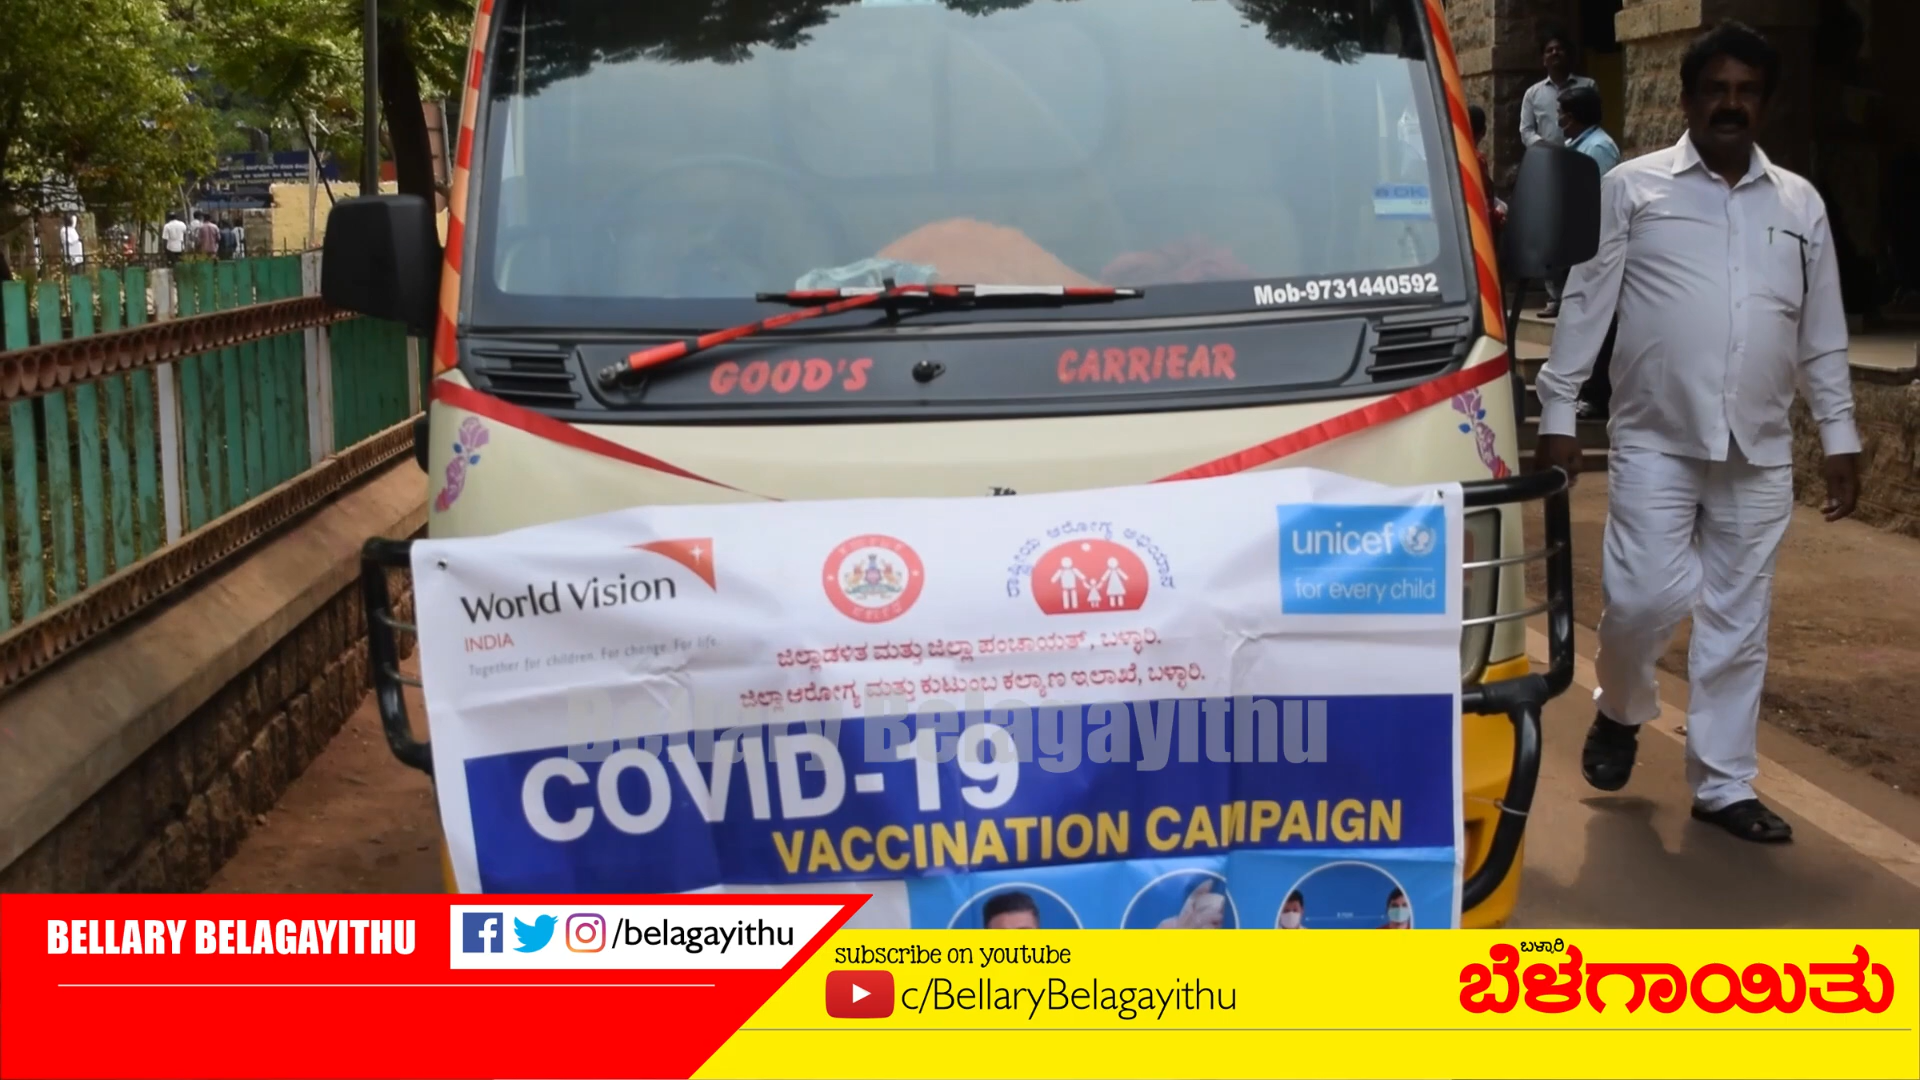 Mob-9731440592
GOOD'S CARRIEAR
World Vision
INDIA
Together for children. For change. For life.
ರಾಷ್ಟ್ರೀಯ ಆರೋಗ್ಯ ಅಭಿಯಾನ
unicef
for every child
ಜಿಲ್ಲಾಡಳಿತ ಮತ್ತು ಜಿಲ್ಲಾ ಪಂಚಾಯತ್, ಬಳ್ಳಾರಿ.
ಜಿಲ್ಲಾ ಆರೋಗ್ಯ ಮತ್ತು ಕುಟುಂಬ ಕಲ್ಯಾಣ ಇಲಾಖೆ, ಬಳ್ಳಾರಿ.
Bellary Belagayithu
COVID-19
VACCINATION CAMPAIGN
BELLARY BELAGAYITHU
/belagayithu
subscribe on youtube
c/BellaryBelagayithu
ಬಳ್ಳಾರಿ
ಬೆಳಗಾಯಿತು